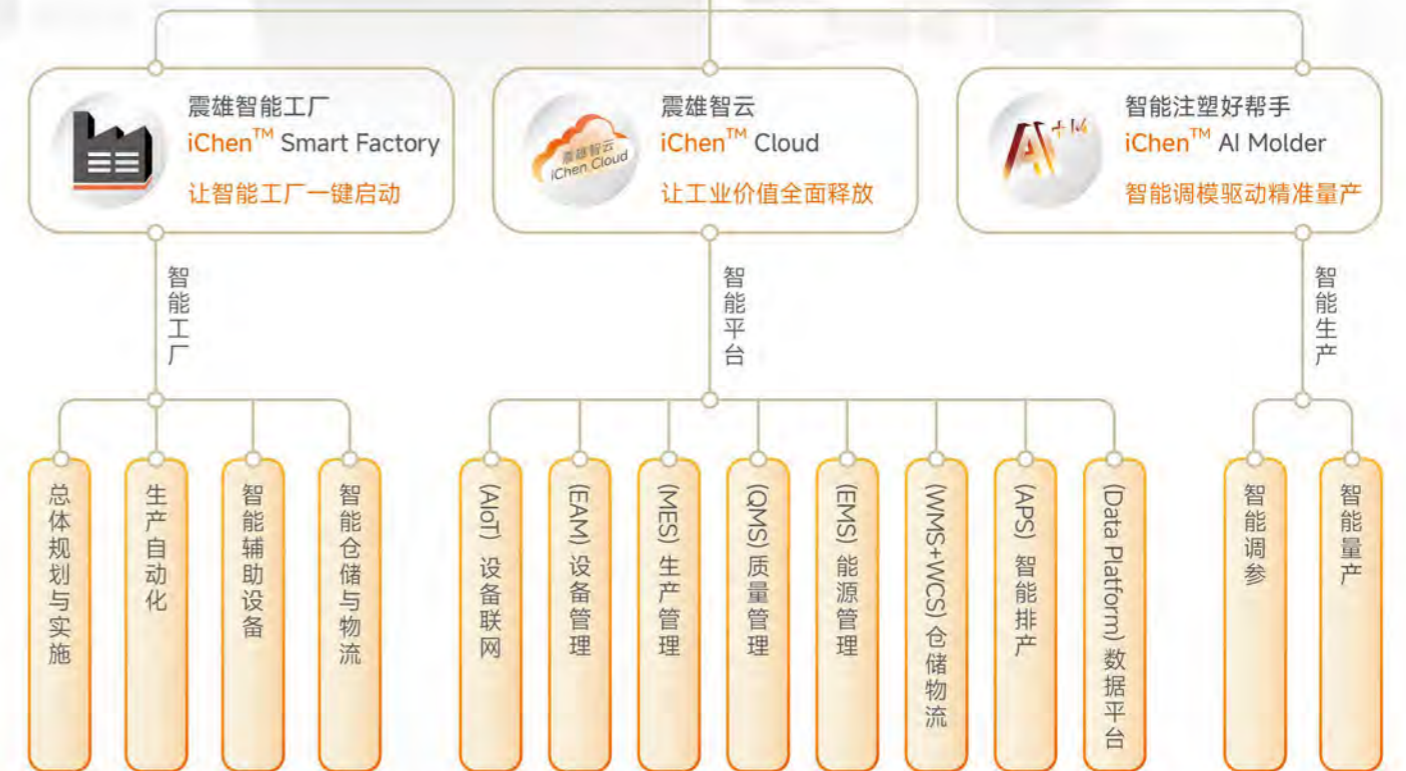 震雄智能工厂
iChen™ Smart Factory
让智能工厂一键启动
震雄智云
iChen Cloud
震雄智云
iChen™ Cloud
让工业价值全面释放
AI+M
智能注塑好帮手
iChen™ AI Molder
智能调模驱动精准量产
智能工厂
智能平台
智能生产
总体规划与实施
生产自动化
智能辅助设备
智能仓储与物流
(AIoT) 设备联网
(EAM) 设备管理
(MES) 生产管理
(QMS) 质量管理
(EMS) 能源管理
(WMS+WCS) 仓储物流
(APS) 智能排产
(Data Platform) 数据平台
智能调参
智能量产